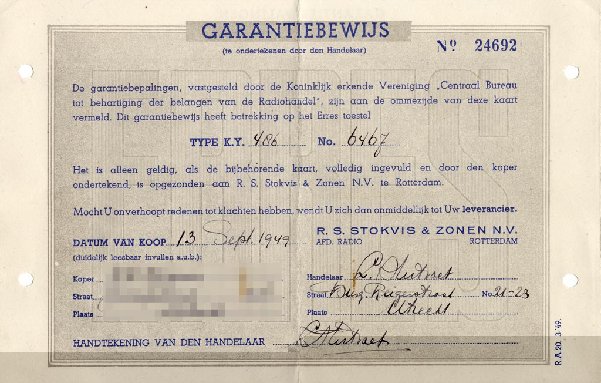 GARANTIEBEWIJS
(te ondertekenen door den Handelaar)
Nº 24692
De garantiebepalingen, vastgesteld door de Koninklijk erkende Vereniging „Centraal Bureau
tot behartiging der belangen van de Radiohandel", zijn aan de ommezijde van deze kaart
vermeld. Dit garantiebewijs heeft betrekking op het Erres toestel
TYPE K.Y. 486 No. 6467
Het is alleen geldig, als de bijbehorende kaart, volledig ingevuld en door den koper
ondertekend, is opgezonden aan R. S. Stokvis & Zonen N.V. te Rotterdam.
Mocht U onverhoopt redenen tot klachten hebben, wendt U zich dan onmiddellijk tot Uw leverancier.
DATUM VAN KOOP 13 Sept. 1949
(duidelijk leesbaar invullen a.u.b.)
R. S. STOKVIS & ZONEN N.V.
AFD. RADIO ROTTERDAM
Koper
Straat
Plaats
Handelaar
Straat No. 21-23
Plaats Utrecht
HANDTEKENING VAN DEN HANDELAAR